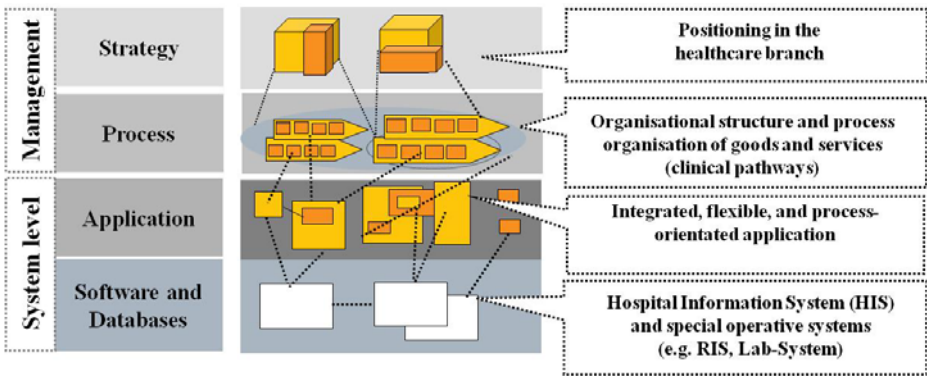 Management
Strategy
Positioning in the
healthcare branch
Process
Organisational structure and process
organisation of goods and services
(clinical pathways)
System level
Application
Integrated, flexible, and process-
orientated application
Software and
Databases
Hospital Information System (HIS)
and special operative systems
(e.g. RIS, Lab-System)